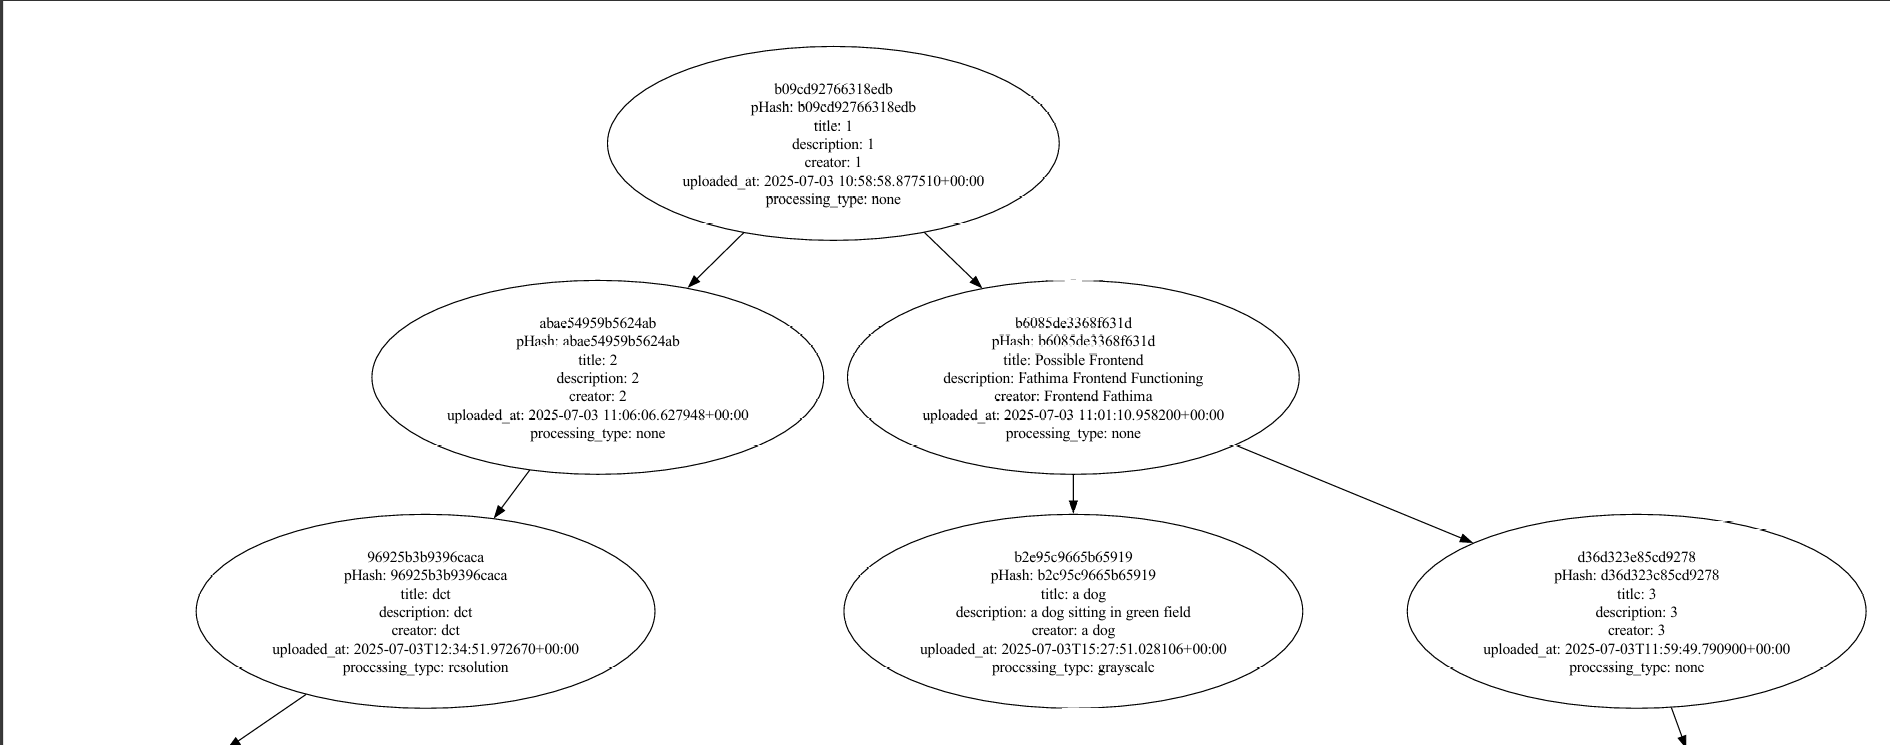 b09cd92766318edb
pHash: b09cd92766318edb
title: 1
description: 1
creator: 1
uploaded_at: 2025-07-03 10:58:58.877510+00:00
processing_type: none
abae54959b5624ab
pHash: abae54959b5624ab
title: 2
description: 2
creator: 2
uploaded_at: 2025-07-03 11:06:06.627948+00:00
processing_type: none
b6085de3368f631d
pHash: b6085de3368f631d
title: Possible Frontend
description: Fathima Frontend Functioning
creator: Frontend Fathima
uploaded_at: 2025-07-03 11:01:10.958200+00:00
processing_type: none
96925b3b9396caca
pHash: 96925b3b9396caca
title: dct
description: dct
creator: dct
uploaded_at: 2025-07-03T12:34:51.972670+00:00
processing_type: resolution
b2e95c9665b65919
pHash: b2e95c9665b65919
title: a dog
description: a dog sitting in green field
creator: a dog
uploaded_at: 2025-07-03T15:27:51.028106+00:00
processing_type: grayscale
d36d323e85cd9278
pHash: d36d323e85cd9278
title: 3
description: 3
creator: 3
uploaded_at: 2025-07-03T11:59:49.790900+00:00
processing_type: none